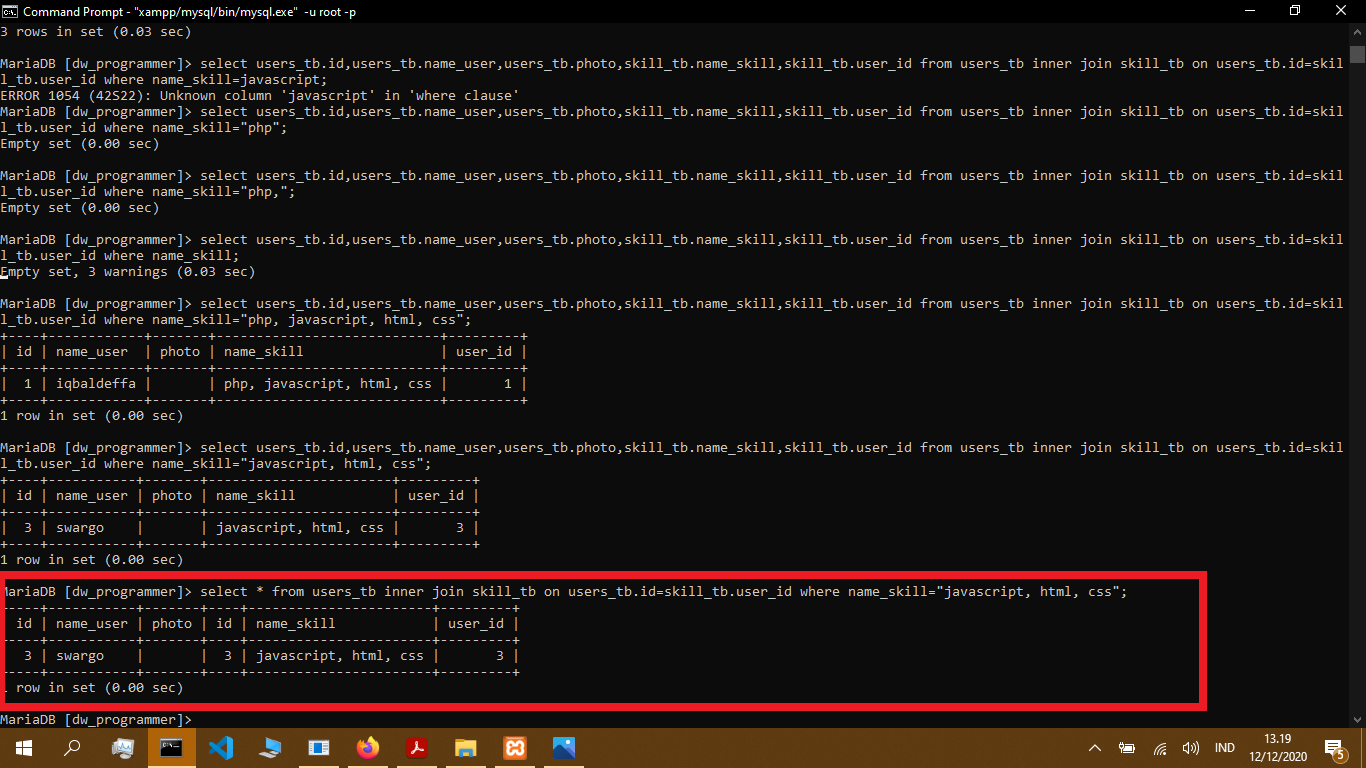 Command Prompt - "xampp/mysql/bin/mysql.exe" -u root -p
3 rows in set (0.03 sec)
MariaDB [dw_programmer]> select users_tb.id,users_tb.name_user,users_tb.photo,skill_tb.name_skill,skill_tb.user_id from users_tb inner join skill_tb on users_tb.id=skil
l_tb.user_id where name_skill=javascript;
ERROR 1054 (42S22): Unknown column 'javascript' in 'where clause'
MariaDB [dw_programmer]> select users_tb.id,users_tb.name_user,users_tb.photo,skill_tb.name_skill,skill_tb.user_id from users_tb inner join skill_tb on users_tb.id=skil
l_tb.user_id where name_skill="php";
Empty set (0.00 sec)
MariaDB [dw_programmer]> select users_tb.id,users_tb.name_user,users_tb.photo,skill_tb.name_skill,skill_tb.user_id from users_tb inner join skill_tb on users_tb.id=skil
l_tb.user_id where name_skill="php,";
Empty set (0.00 sec)
MariaDB [dw_programmer]> select users_tb.id,users_tb.name_user,users_tb.photo,skill_tb.name_skill,skill_tb.user_id from users_tb inner join skill_tb on users_tb.id=skil
l_tb.user_id where name_skill;
Empty set, 3 warnings (0.03 sec)
MariaDB [dw_programmer]> select users_tb.id,users_tb.name_user,users_tb.photo,skill_tb.name_skill,skill_tb.user_id from users_tb inner join skill_tb on users_tb.id=skil
l_tb.user_id where name_skill="php, javascript, html, css";
+----+------------+-------+----------------------------+---------+
| id | name_user  | photo | name_skill                 | user_id |
+----+------------+-------+----------------------------+---------+
|  1 | iqbaldeffa |       | php, javascript, html, css |       1 |
+----+------------+-------+----------------------------+---------+
1 row in set (0.00 sec)
MariaDB [dw_programmer]> select users_tb.id,users_tb.name_user,users_tb.photo,skill_tb.name_skill,skill_tb.user_id from users_tb inner join skill_tb on users_tb.id=skil
l_tb.user_id where name_skill="javascript, html, css";
+----+-----------+-------+-----------------------+---------+
| id | name_user | photo | name_skill            | user_id |
+----+-----------+-------+-----------------------+---------+
|  3 | swargo    |       | javascript, html, css |       3 |
+----+-----------+-------+-----------------------+---------+
1 row in set (0.00 sec)
MariaDB [dw_programmer]> select * from users_tb inner join skill_tb on users_tb.id=skill_tb.user_id where name_skill="javascript, html, css";
+----+-----------+-------+----+-----------------------+---------+
| id | name_user | photo | id | name_skill            | user_id |
+----+-----------+-------+----+-----------------------+---------+
|  3 | swargo    |       |  3 | javascript, html, css |       3 |
+----+-----------+-------+----+-----------------------+---------+
1 row in set (0.00 sec)
MariaDB [dw_programmer]>
IND
13.19
12/12/2020
5